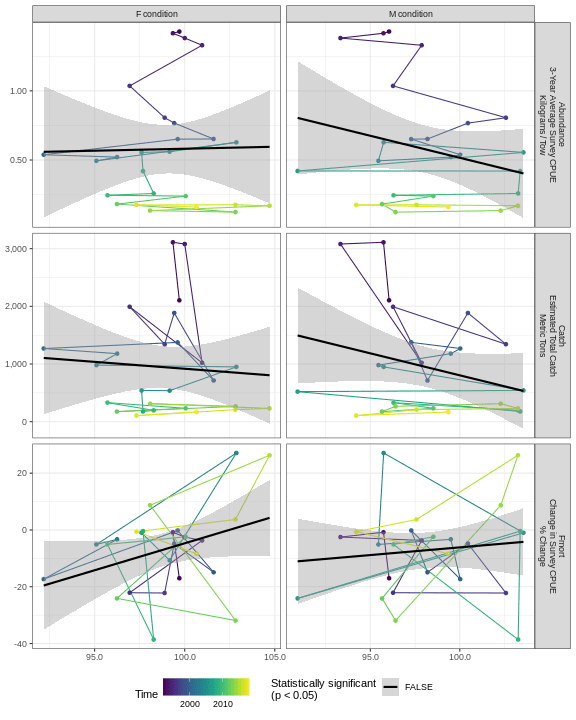 F condition
M condition
1.00
0.50
Abundance
3-Year Average Survey CPUE
Kilograms / Tow
3,000
2,000
1,000
0
Catch
Estimated Total Catch
Metric Tons
20
0
-20
-40
Fmort
Change in Survey CPUE
% Change
95.0
100.0
105.0
95.0
100.0
Time
2000
2010
Statistically significant
(p < 0.05)
FALSE